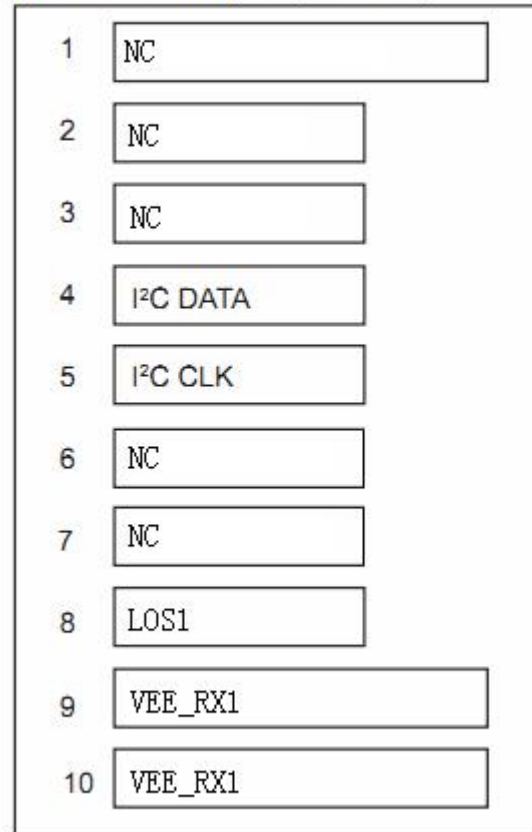 1 NC
2 NC
3 NC
4 I²C DATA
5 I²C CLK
6 NC
7 NC
8 LOS1
9 VEE_RX1
10 VEE_RX1